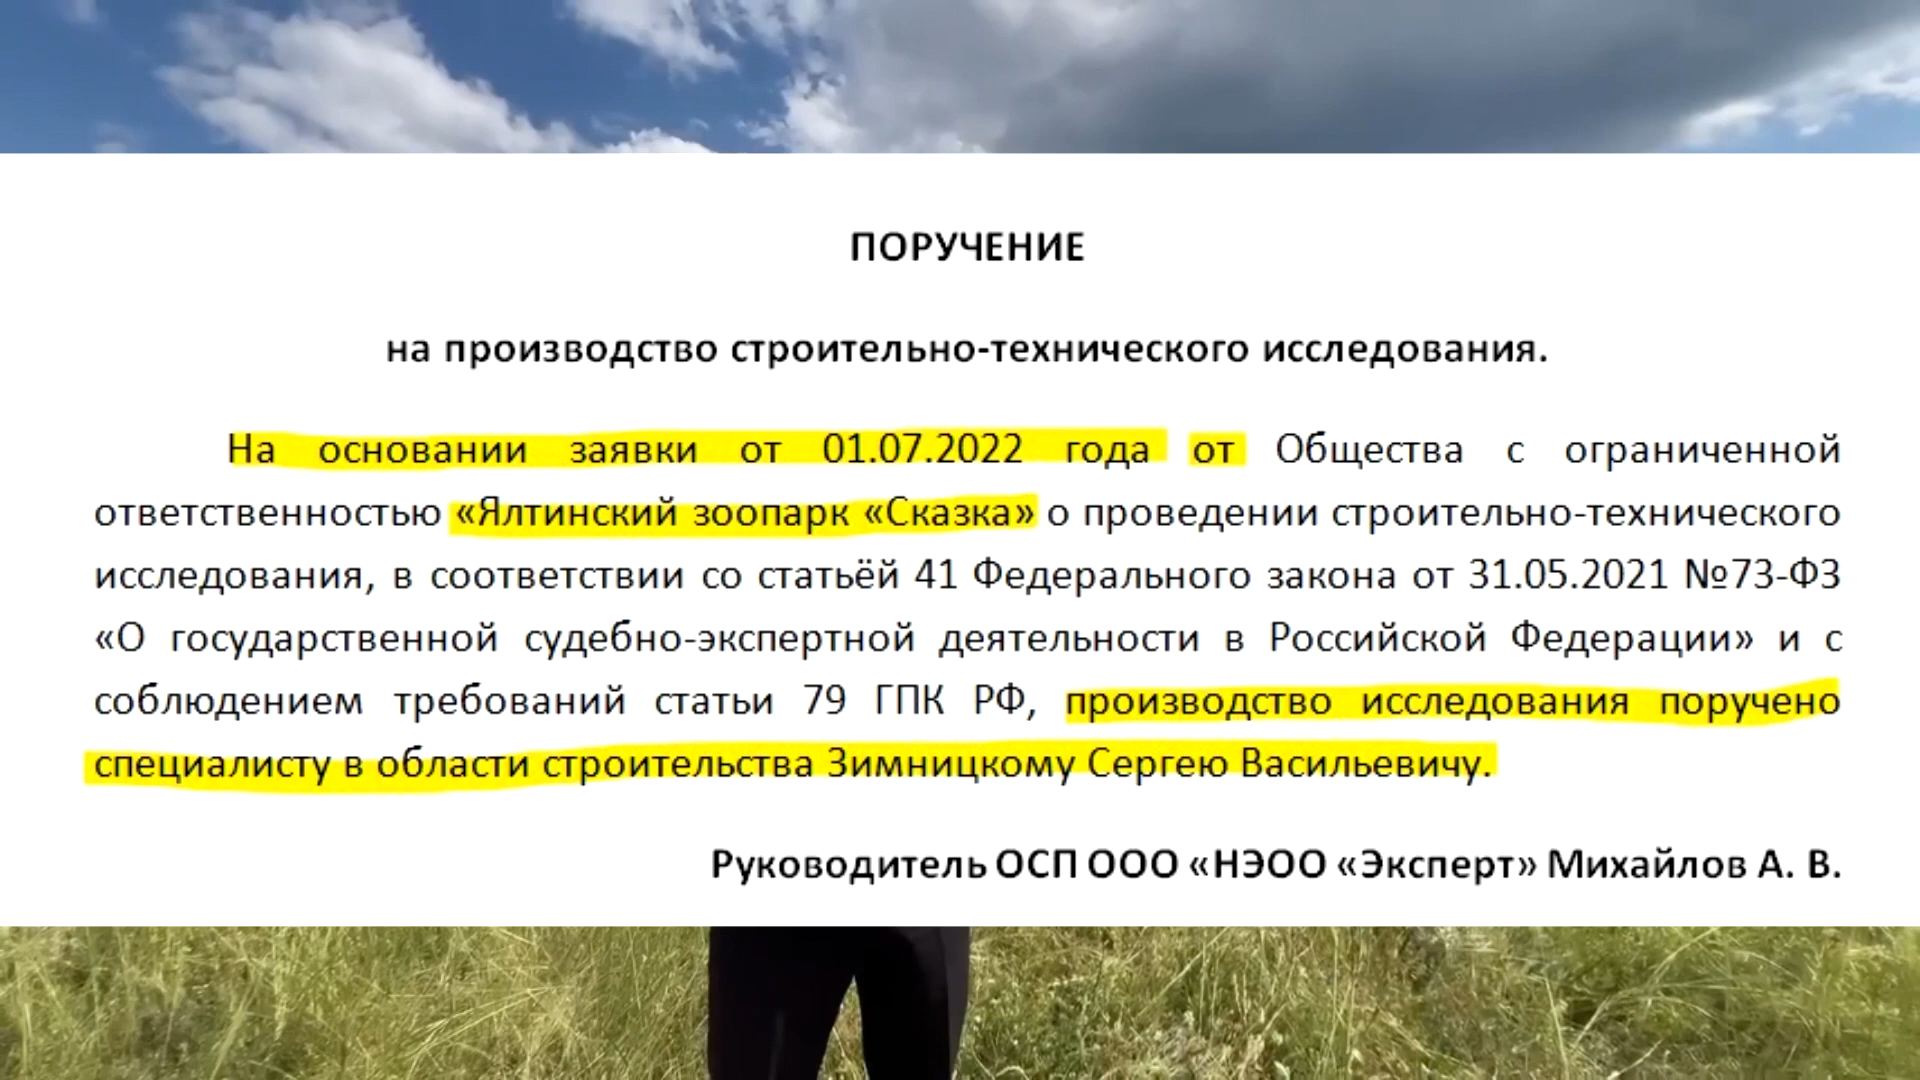 ПОРУЧЕНИЕ
на производство строительно-технического исследования.
На основании заявки от 01.07.2022 года от Общества с ограниченной
ответственностью «Ялтинский зоопарк «Сказка» о проведении строительно-технического
исследования, в соответствии со статьёй 41 Федерального закона от 31.05.2021 №73-ФЗ
«О государственной судебно-экспертной деятельности в Российской Федерации» и с
соблюдением требований статьи 79 ГПК РФ, производство исследования поручено
специалисту в области строительства Зимницкому Сергею Васильевичу.
Руководитель ОСП ООО «НЭОО «Эксперт» Михайлов А. В.